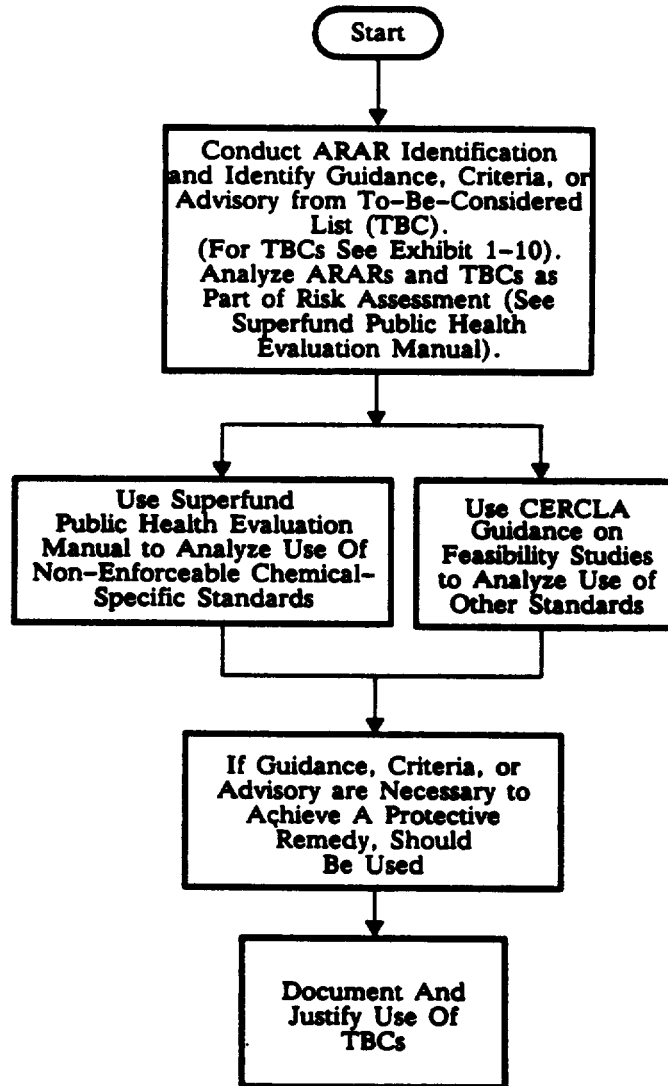 Start
Conduct ARAR Identification
and Identify Guidance, Criteria, or
Advisory from To-Be-Considered
List (TBC).
(For TBCs See Exhibit 1-10).
Analyze ARARs and TBCs as
Part of Risk Assessment (See
Superfund Public Health
Evaluation Manual).
Use Superfund
Public Health Evaluation
Manual to Analyze Use Of
Non-Enforceable Chemical-
Specific Standards
Use CERCLA
Guidance on
Feasibility Studies
to Analyze Use of
Other Standards
If Guidance, Criteria, or
Advisory are Necessary to
Achieve A Protective
Remedy, Should
Be Used
Document And
Justify Use Of
TBCs